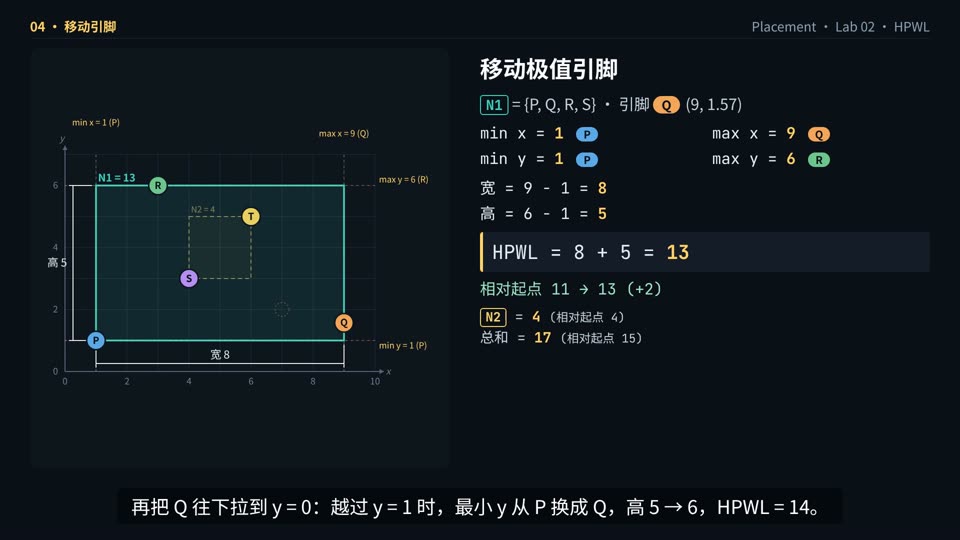 04 · 移动引脚
Placement · Lab 02 · HPWL
min x = 1 (P)
max x = 9 (Q)
y
N1 = 13
R
max y = 6 (R)
6
N2 = 4
T
4
高 5
S
2
Q
P
min y = 1 (P)
宽 8
0
x
0 2 4 6 8 10
移动极值引脚
N1 = {P, Q, R, S} · 引脚 Q (9, 1.57)
min x = 1 P max x = 9 Q
min y = 1 P max y = 6 R
宽 = 9 - 1 = 8
高 = 6 - 1 = 5
HPWL = 8 + 5 = 13
相对起点 11 → 13 (+2)
N2 = 4 (相对起点 4)
总和 = 17 (相对起点 15)
再把 Q 往下拉到 y = 0：越过 y = 1 时，最小 y 从 P 换成 Q，高 5 → 6，HPWL = 14。